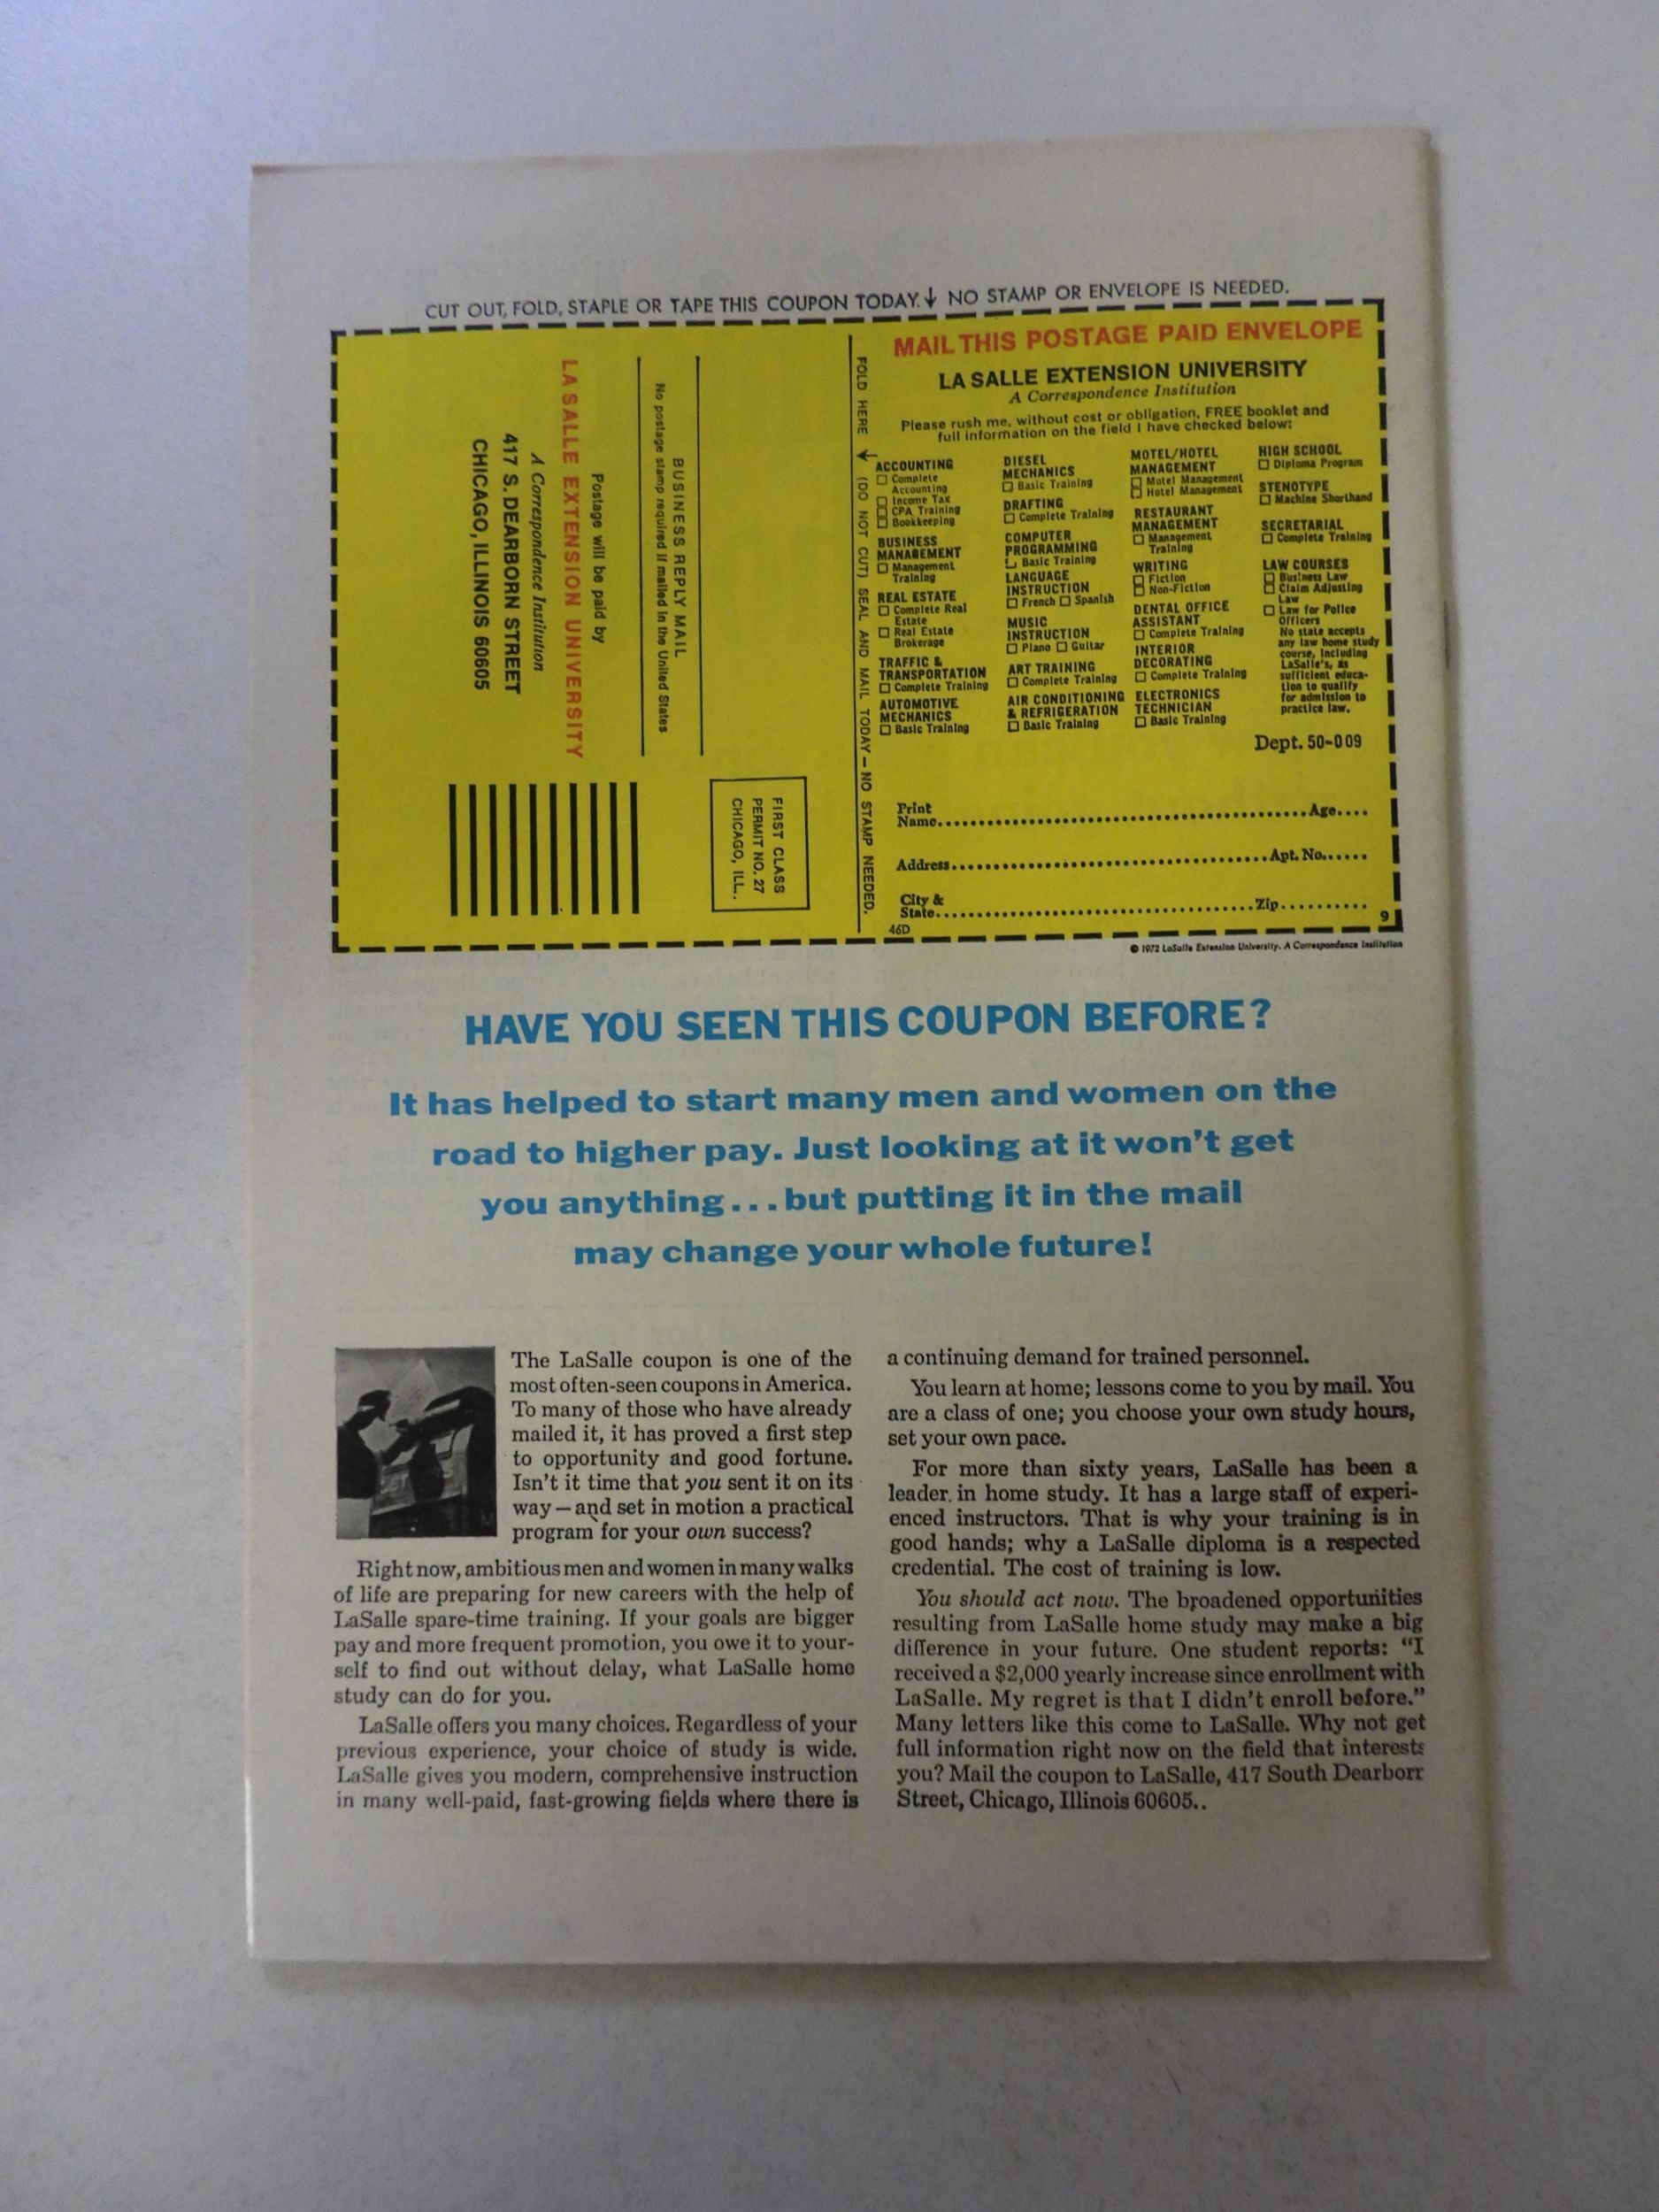 CUT OUT, FOLD, STAPLE OR TAPE THIS COUPON TODAY.↓ NO STAMP OR ENVELOPE IS NEEDED.
LA SALLE EXTENSION UNIVERSITY
A Correspondence Institution
417 S. DEARBORN STREET
CHICAGO, ILLINOIS 60605
Postage will be paid by
No postage stamp required if mailed in the United States
BUSINESS REPLY MAIL
FIRST CLASS
PERMIT NO. 27
CHICAGO, ILL.
FOLD HERE → (DO NOT CUT) SEAL AND MAIL TODAY — NO STAMP NEEDED.
MAIL THIS POSTAGE PAID ENVELOPE
LA SALLE EXTENSION UNIVERSITY
A Correspondence Institution
Please rush me, without cost or obligation, FREE booklet and
full information on the field I have checked below:
ACCOUNTING
☐ Complete
Accounting
☐ Income Tax
☐ CPA Training
☐ Bookkeeping
BUSINESS
MANAGEMENT
☐ Management
Training
REAL ESTATE
☐ Complete Real
Estate
☐ Real Estate
Brokerage
TRAFFIC &
TRANSPORTATION
☐ Complete Training
AUTOMOTIVE
MECHANICS
☐ Basic Training
DIESEL
MECHANICS
☐ Basic Training
DRAFTING
☐ Complete Training
COMPUTER
PROGRAMMING
☐ Basic Training
LANGUAGE
INSTRUCTION
☐ French ☐ Spanish
MUSIC
INSTRUCTION
☐ Piano ☐ Guitar
ART TRAINING
☐ Complete Training
AIR CONDITIONING
& REFRIGERATION
☐ Basic Training
MOTEL/HOTEL
MANAGEMENT
☐ Motel Management
☐ Hotel Management
RESTAURANT
MANAGEMENT
☐ Management
Training
WRITING
☐ Fiction
☐ Non-Fiction
DENTAL OFFICE
ASSISTANT
☐ Complete Training
INTERIOR
DECORATING
☐ Complete Training
ELECTRONICS
TECHNICIAN
☐ Basic Training
HIGH SCHOOL
☐ Diploma Program
STENOTYPE
☐ Machine Shorthand
SECRETARIAL
☐ Complete Training
LAW COURSES
☐ Business Law
☐ Claim Adjusting
Law
☐ Law for Police
Officers
No state accepts
any law home study
course, including
LaSalle's, as
sufficient educa-
tion to qualify
for admission to
practice law.
Dept. 50-009
Print
Name..........Age....
Address..........Apt. No......
City &
State..........Zip..........
46D
9
© 1972 LaSalle Extension University. A Correspondence Institution
HAVE YOU SEEN THIS COUPON BEFORE?
It has helped to start many men and women on the
road to higher pay. Just looking at it won't get
you anything...but putting it in the mail
may change your whole future!
The LaSalle coupon is one of the
most often-seen coupons in America.
To many of those who have already
mailed it, it has proved a first step
to opportunity and good fortune.
Isn't it time that you sent it on its
way—and set in motion a practical
program for your own success?
Right now, ambitious men and women in many walks
of life are preparing for new careers with the help of
LaSalle spare-time training. If your goals are bigger
pay and more frequent promotion, you owe it to your-
self to find out without delay, what LaSalle home
study can do for you.
LaSalle offers you many choices. Regardless of your
previous experience, your choice of study is wide.
LaSalle gives you modern, comprehensive instruction
in many well-paid, fast-growing fields where there is
a continuing demand for trained personnel.
You learn at home; lessons come to you by mail. You
are a class of one; you choose your own study hours,
set your own pace.
For more than sixty years, LaSalle has been a
leader in home study. It has a large staff of experi-
enced instructors. That is why your training is in
good hands; why a LaSalle diploma is a respected
credential. The cost of training is low.
You should act now. The broadened opportunities
resulting from LaSalle home study may make a big
difference in your future. One student reports: "I
received a $2,000 yearly increase since enrollment with
LaSalle. My regret is that I didn't enroll before."
Many letters like this come to LaSalle. Why not get
full information right now on the field that interests
you? Mail the coupon to LaSalle, 417 South Dearborn
Street, Chicago, Illinois 60605..